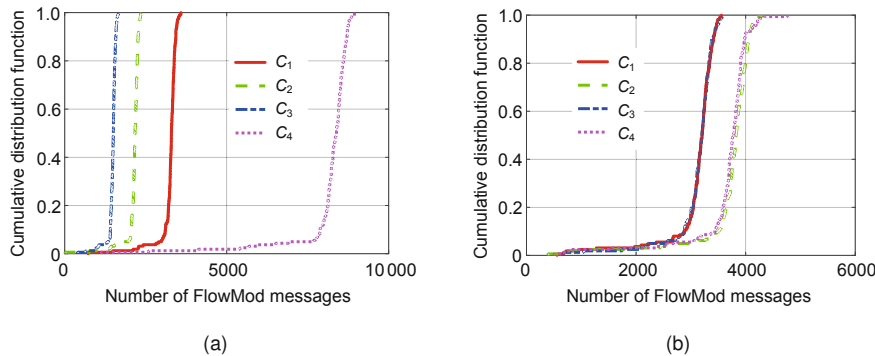 Cumulative distribution function
1.0
0.8
0.6
0.4
0.2
0
C1
C2
C3
C4
0
5000
10 000
Number of FlowMod messages
(a)
Cumulative distribution function
1.0
0.8
0.6
0.4
0.2
0
C1
C2
C3
C4
2000
4000
6000
Number of FlowMod messages
(b)